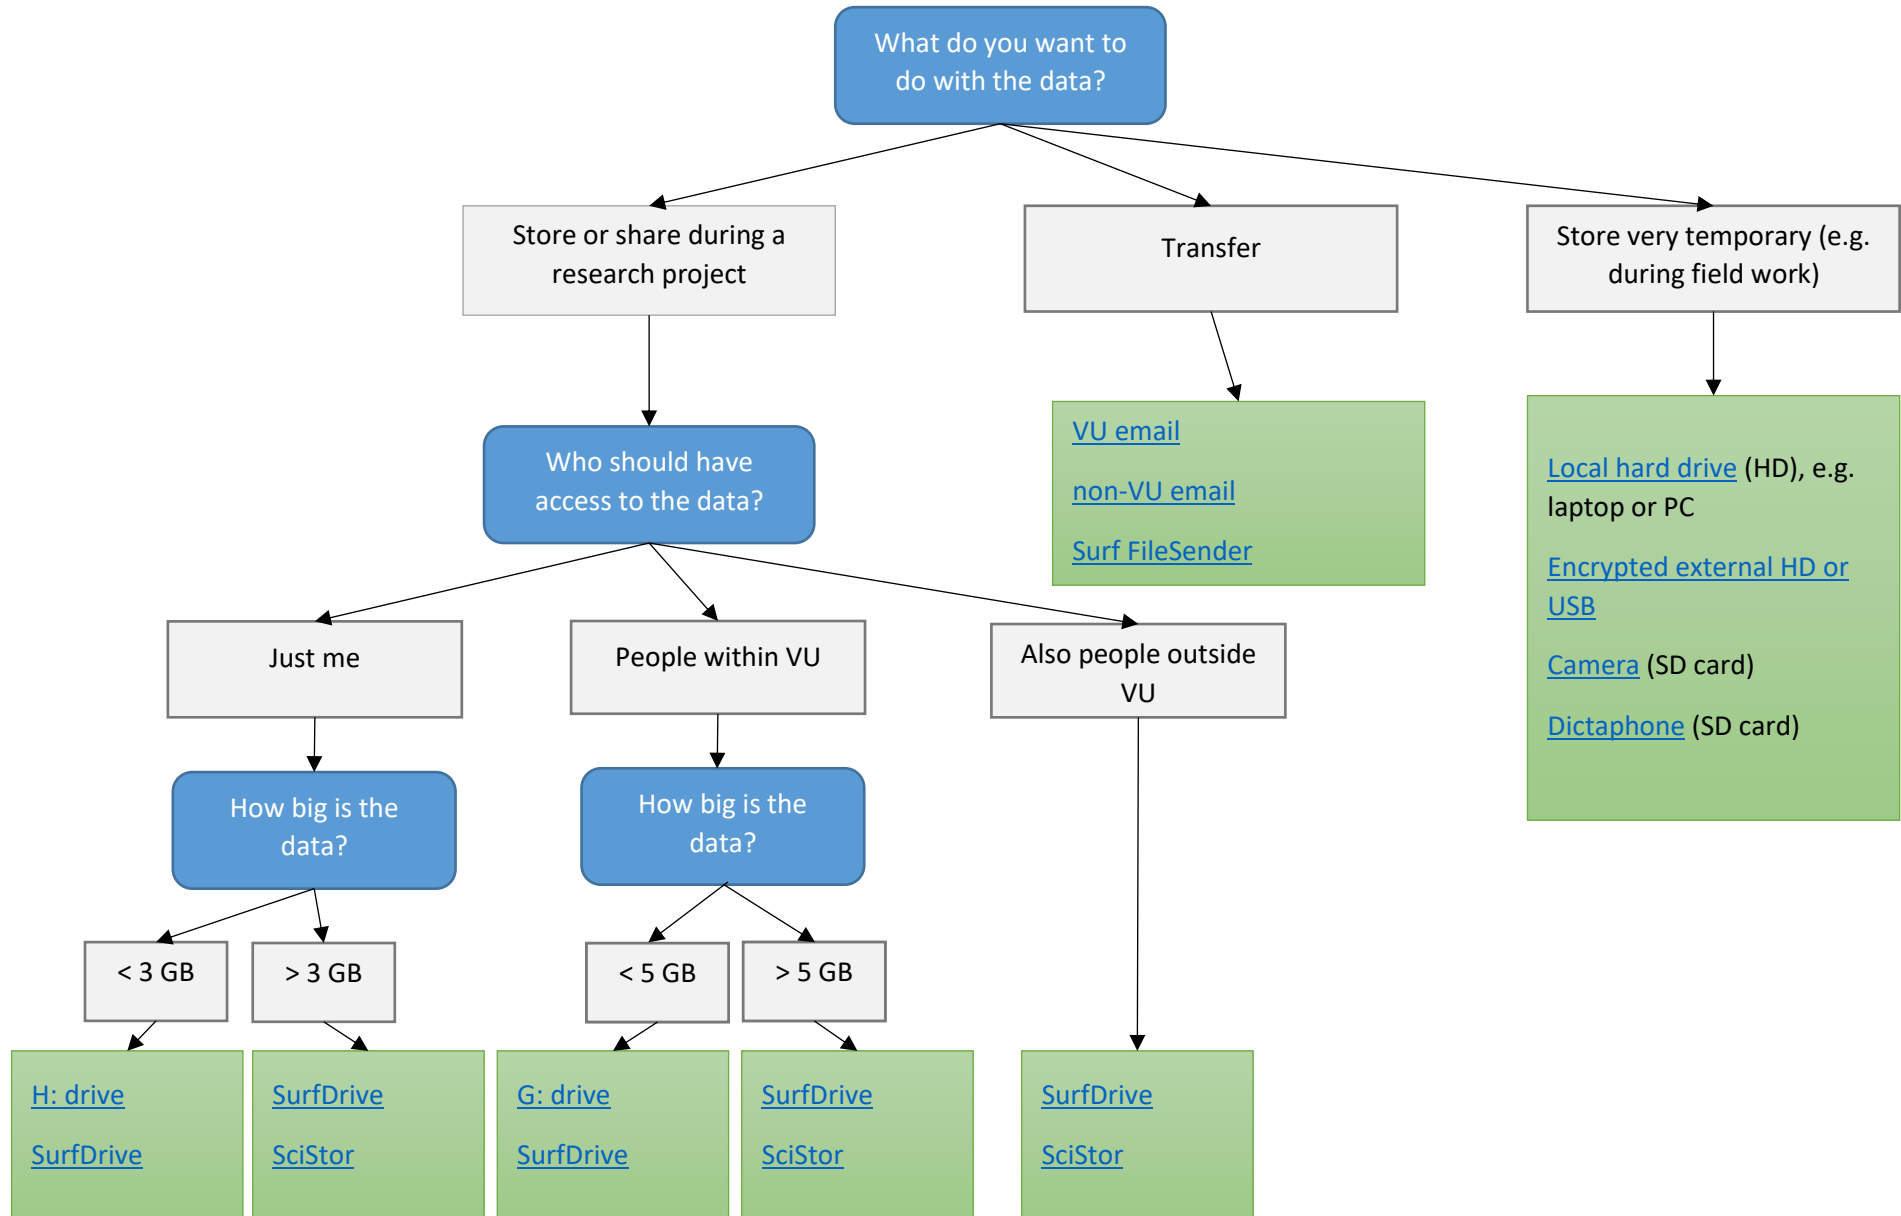 What do you want to
do with the data?
Store or share during a
research project
Transfer
Store very temporary (e.g.
during field work)
VU email
non-VU email
Surf FileSender
Local hard drive (HD), e.g.
laptop or PC
Encrypted external HD or
USB
Camera (SD card)
Dictaphone (SD card)
Who should have
access to the data?
Just me
People within VU
Also people outside
VU
How big is the
data?
How big is the
data?
< 3 GB
> 3 GB
< 5 GB
> 5 GB
H: drive
SurfDrive
SurfDrive
SciStor
G: drive
SurfDrive
SurfDrive
SciStor
SurfDrive
SciStor